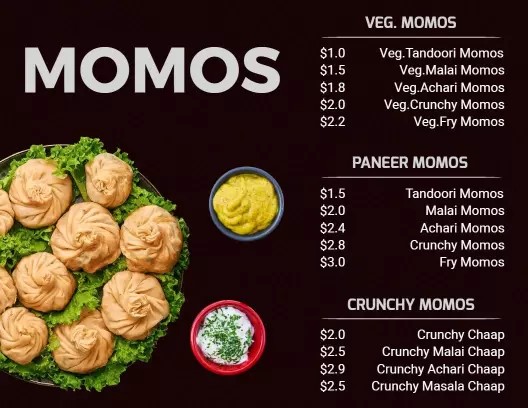 MOMOS
VEG. MOMOS
$1.0 Veg.Tandoori Momos
$1.5 Veg.Malai Momos
$1.8 Veg.Achari Momos
$2.0 Veg.Crunchy Momos
$2.2 Veg.Fry Momos
PANEER MOMOS
$1.5 Tandoori Momos
$2.0 Malai Momos
$2.4 Achari Momos
$2.8 Crunchy Momos
$3.0 Fry Momos
CRUNCHY MOMOS
$2.0 Crunchy Chaap
$2.5 Crunchy Malai Chaap
$2.9 Crunchy Achari Chaap
$2.5 Crunchy Masala Chaap